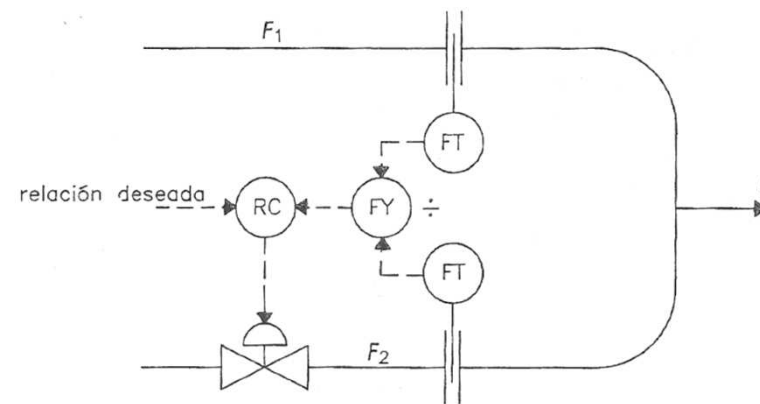 F₁
FT
relación deseada
RC
FY ÷
FT
F₂